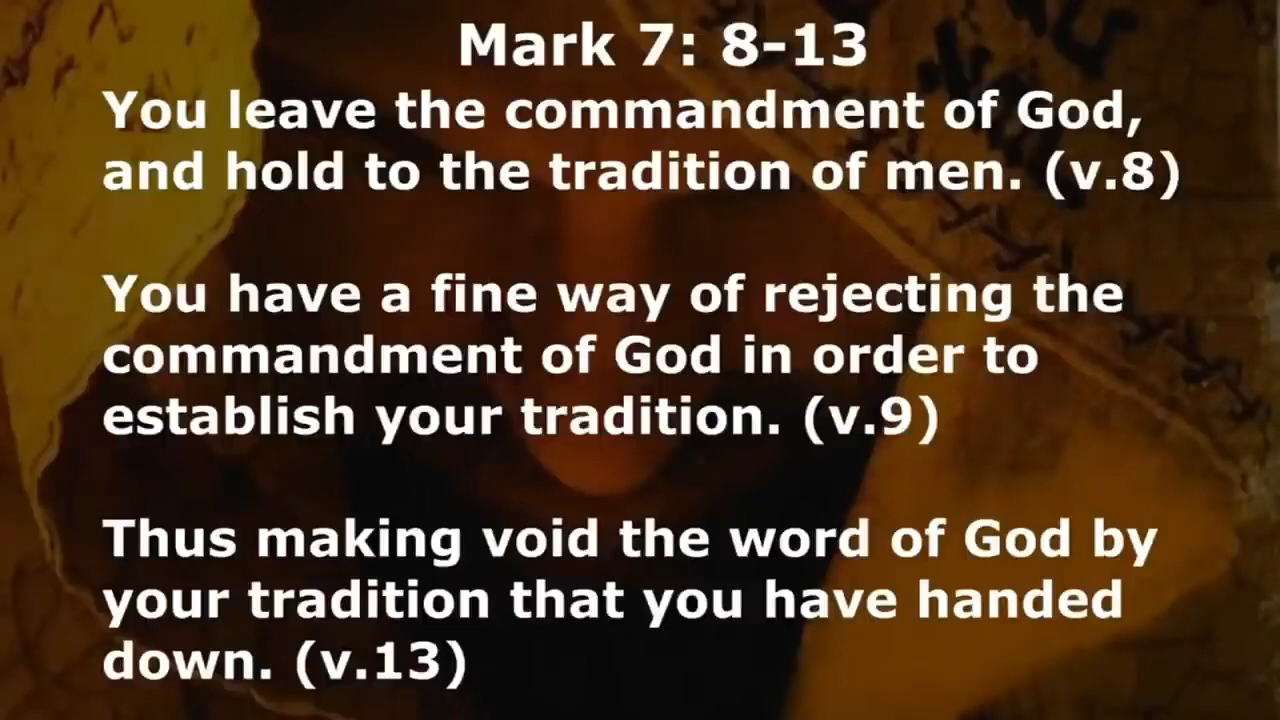 Mark 7: 8-13
You leave the commandment of God,
and hold to the tradition of men. (v.8)
You have a fine way of rejecting the
commandment of God in order to
establish your tradition. (v.9)
Thus making void the word of God by
your tradition that you have handed
down. (v.13)